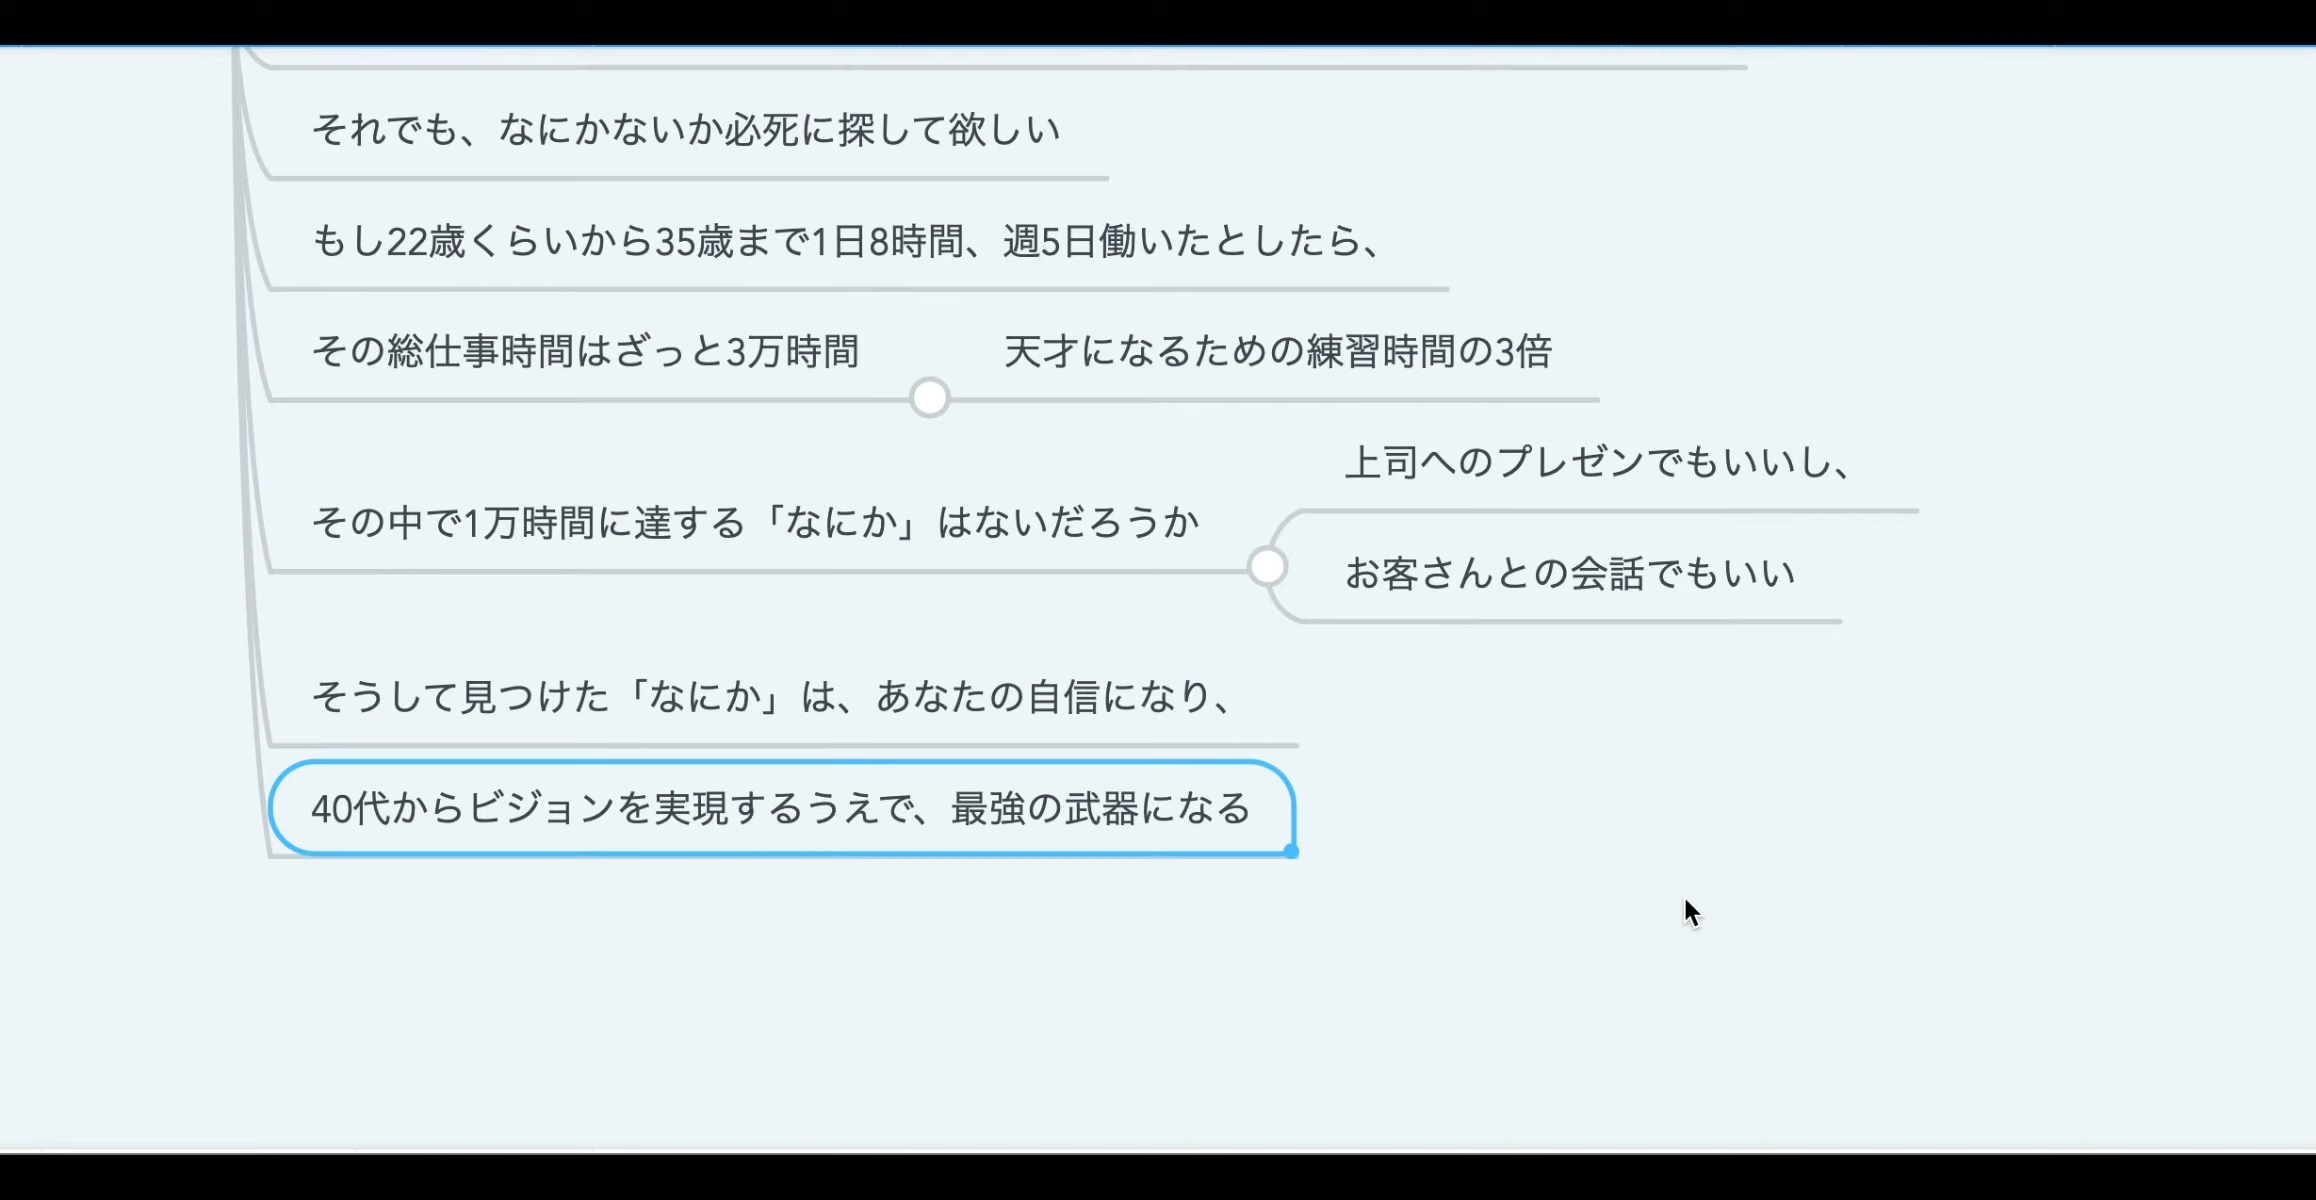 それでも、なにかないか必死に探して欲しい
もし22歳くらいから35歳まで1日8時間、週5日働いたとしたら、
その総仕事時間はざっと3万時間
天才になるための練習時間の3倍
その中で1万時間に達する「なにか」はないだろうか
上司へのプレゼンでもいいし、
お客さんとの会話でもいい
そうして見つけた「なにか」は、あなたの自信になり、
40代からビジョンを実現するうえで、最強の武器になる